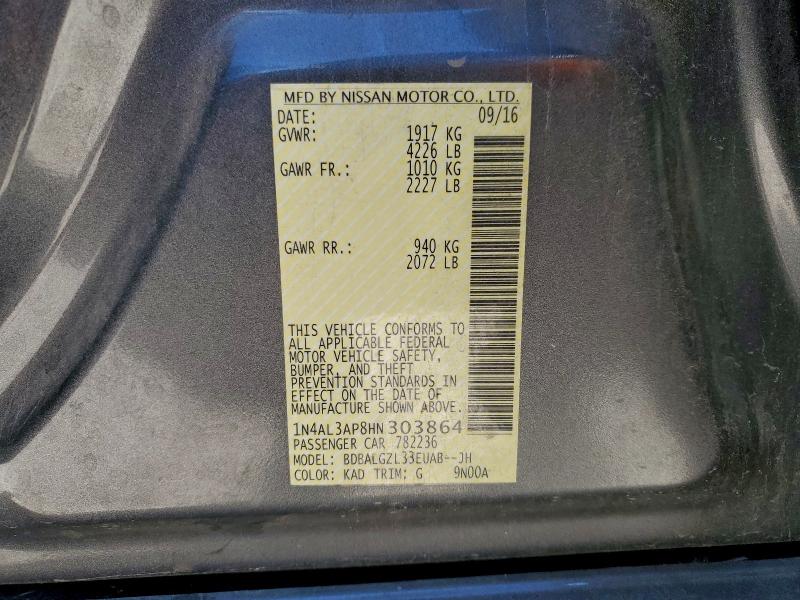 MFD BY NISSAN MOTOR CO., LTD.
DATE: 09/16
GVWR: 1917 KG
4226 LB
GAWR FR.: 1010 KG
2227 LB
GAWR RR.: 940 KG
2072 LB
THIS VEHICLE CONFORMS TO
ALL APPLICABLE FEDERAL
MOTOR VEHICLE SAFETY,
BUMPER, AND THEFT
PREVENTION STANDARDS IN
EFFECT ON THE DATE OF
MANUFACTURE SHOWN ABOVE.
1N4AL3AP8HN303864
PASSENGER CAR 782236
MODEL: BDBALGZL33EUAB--JH
COLOR: KAD TRIM: G 9N00A